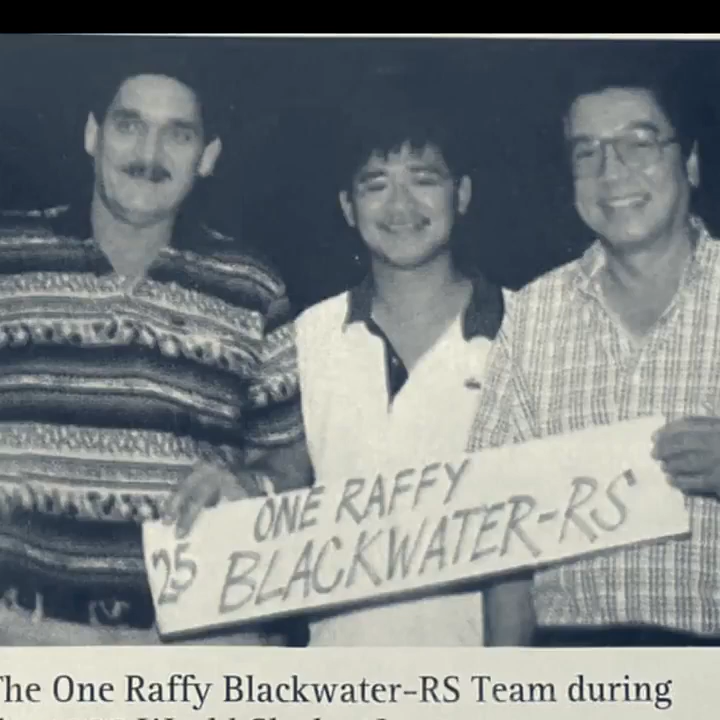 ONE RAFFY
25 BLACKWATER-RS
The One Raffy Blackwater-RS Team during